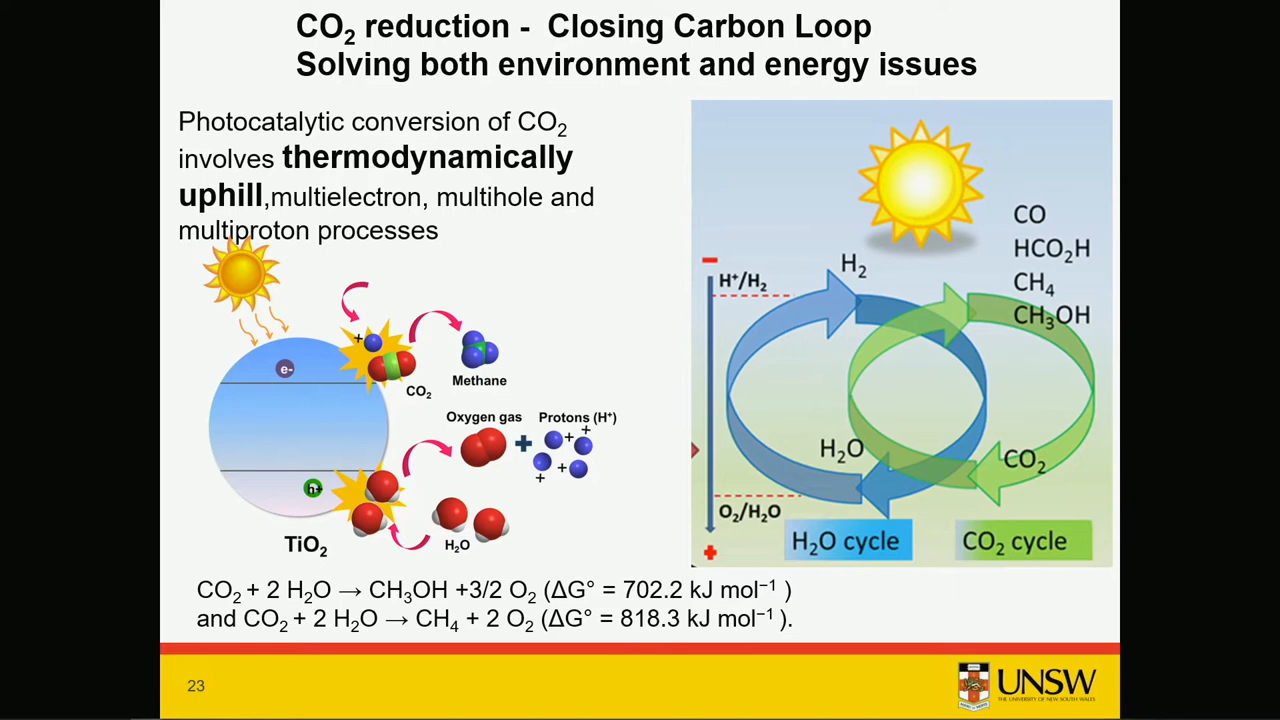 CO₂ reduction - Closing Carbon Loop
Solving both environment and energy issues
Photocatalytic conversion of CO₂
involves thermodynamically
uphill,multielectron, multihole and
multiproton processes
e-
+
CO₂
Methane
Oxygen gas
+
Protons (H⁺)
+
+
+
+
h+
H₂O
TiO₂
CO
HCO₂H
CH₄
CH₃OH
−
H⁺/H₂
H₂
H₂O
CO₂
O₂/H₂O
+
H₂O cycle
CO₂ cycle
CO₂ + 2 H₂O → CH₃OH +3/2 O₂ (ΔG° = 702.2 kJ mol⁻¹ )
and CO₂ + 2 H₂O → CH₄ + 2 O₂ (ΔG° = 818.3 kJ mol⁻¹ ).
23
UNSW
THE UNIVERSITY OF NEW SOUTH WALES